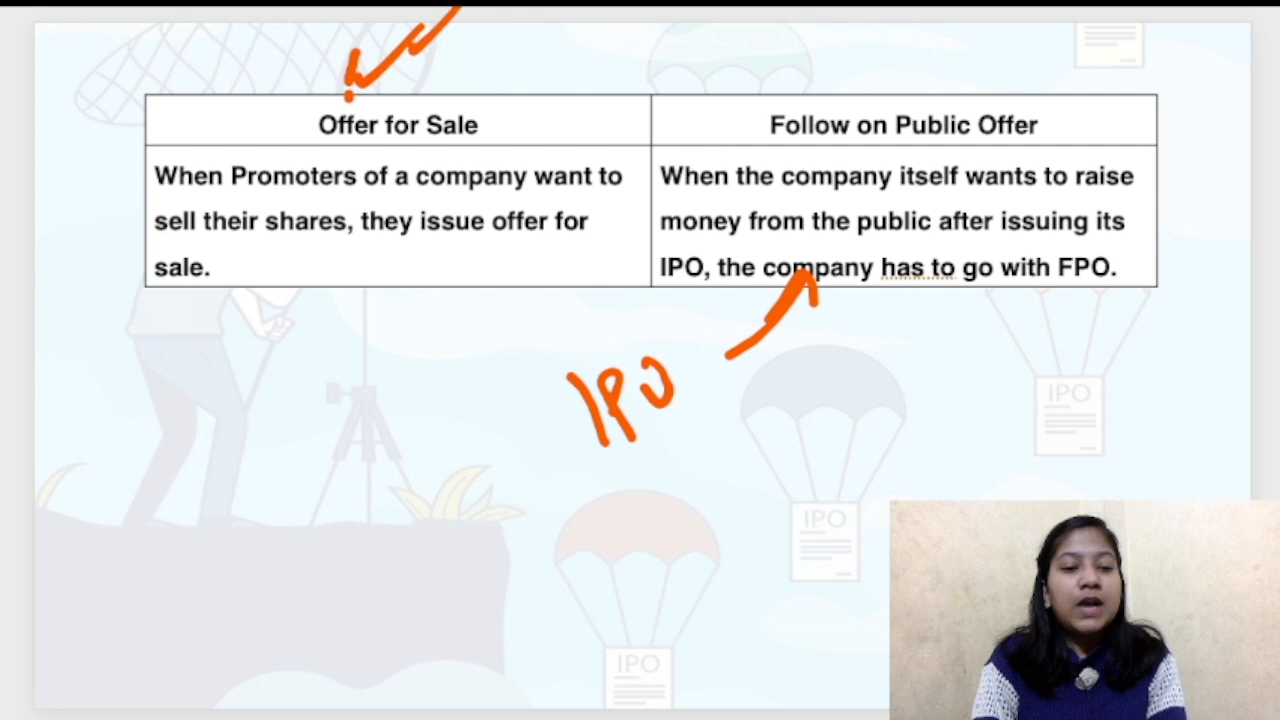 Offer for Sale
Follow on Public Offer
When Promoters of a company want to
sell their shares, they issue offer for
sale.
When the company itself wants to raise
money from the public after issuing its
IPO, the company has to go with FPO.
IPO
IPO
IPO
IPO